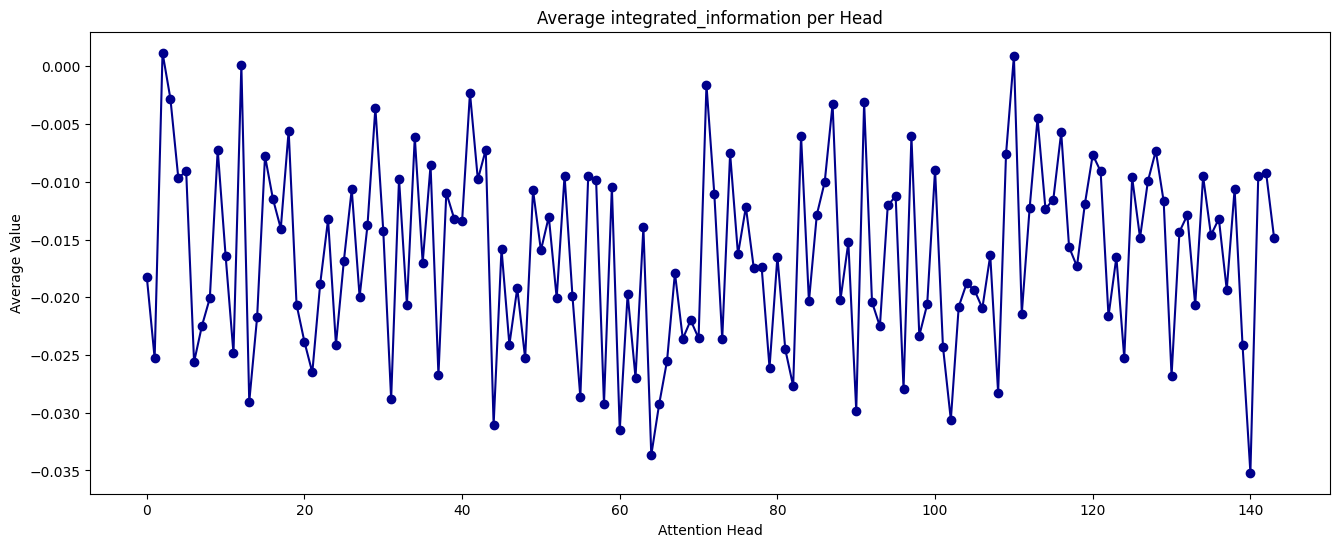 Average integrated_information per Head
Average Value
0.000
−0.005
−0.010
−0.015
−0.020
−0.025
−0.030
−0.035
0 20 40 60 80 100 120 140
Attention Head